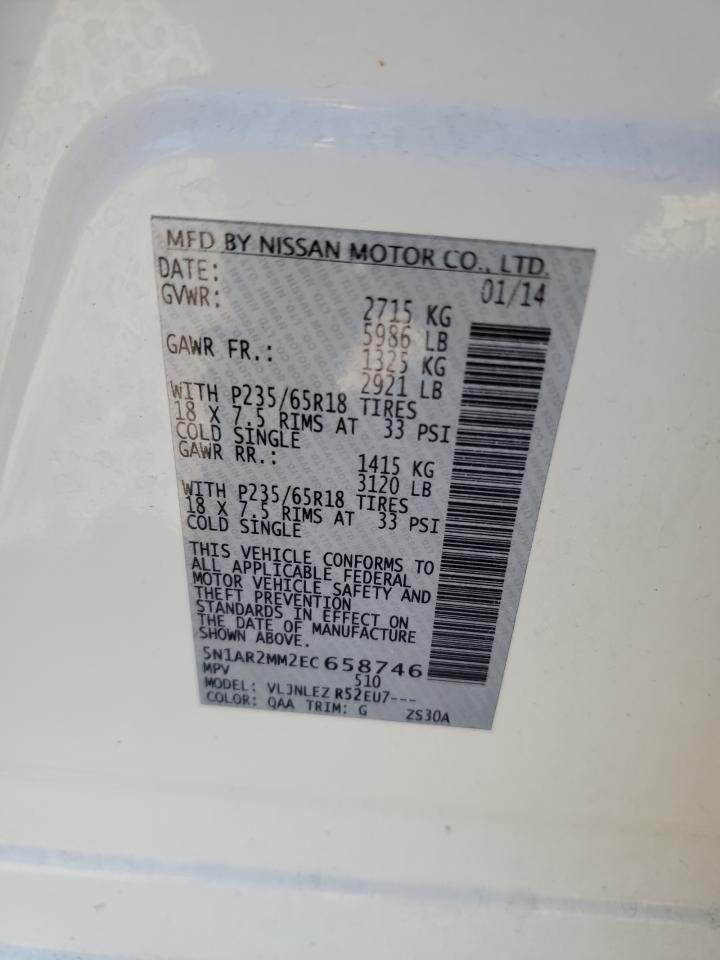 MFD BY NISSAN MOTOR CO., LTD.
DATE: 01/14
GVWR: 2715 KG
5986 LB
GAWR FR.: 1325 KG
2921 LB
WITH P235/65R18 TIRES
18 X 7.5 RIMS AT 33 PSI
COLD SINGLE
GAWR RR.: 1415 KG
3120 LB
WITH P235/65R18 TIRES
18 X 7.5 RIMS AT 33 PSI
COLD SINGLE
THIS VEHICLE CONFORMS TO
ALL APPLICABLE FEDERAL
MOTOR VEHICLE SAFETY AND
THEFT PREVENTION
STANDARDS IN EFFECT ON
THE DATE OF MANUFACTURE
SHOWN ABOVE.
5N1AR2MM2EC658746
MPV 510
MODEL: VLJNLEZ R52EU7---
COLOR: QAA TRIM: G ZS30A